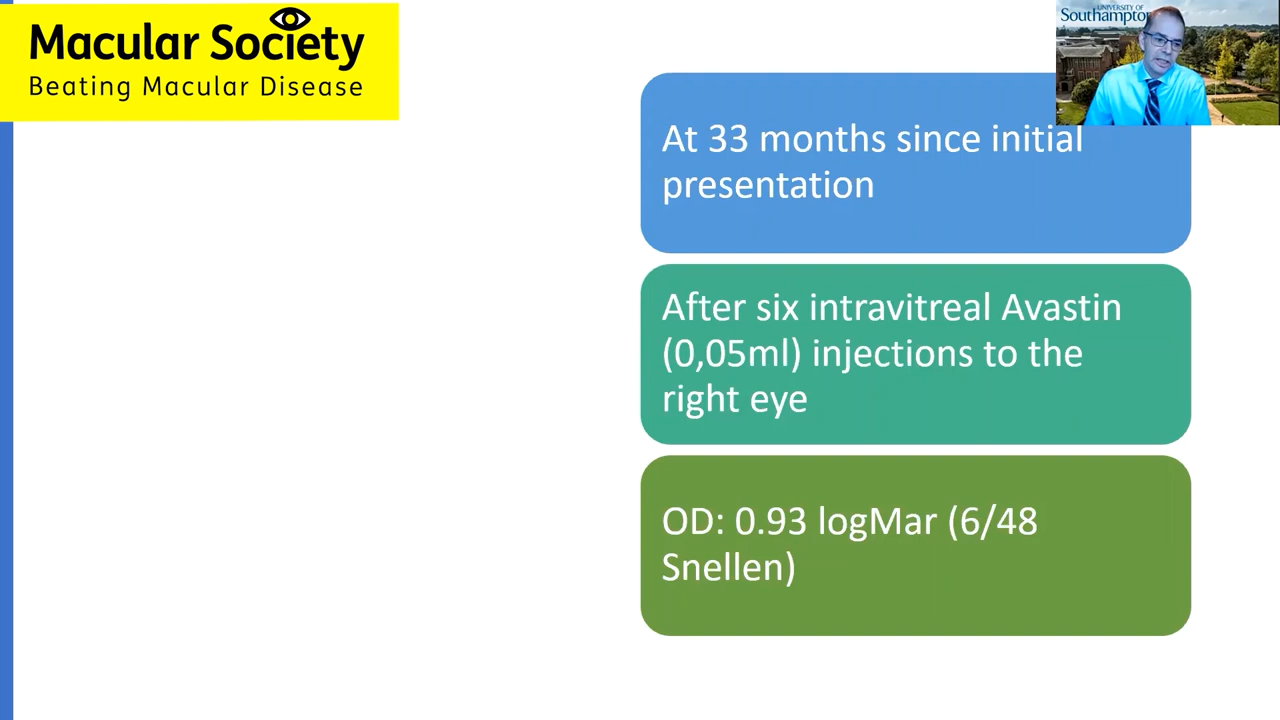 Macular Society
Beating Macular Disease
UNIVERSITY OF
Southampton
At 33 months since initial
presentation
After six intravitreal Avastin
(0,05ml) injections to the
right eye
OD: 0.93 logMar (6/48
Snellen)